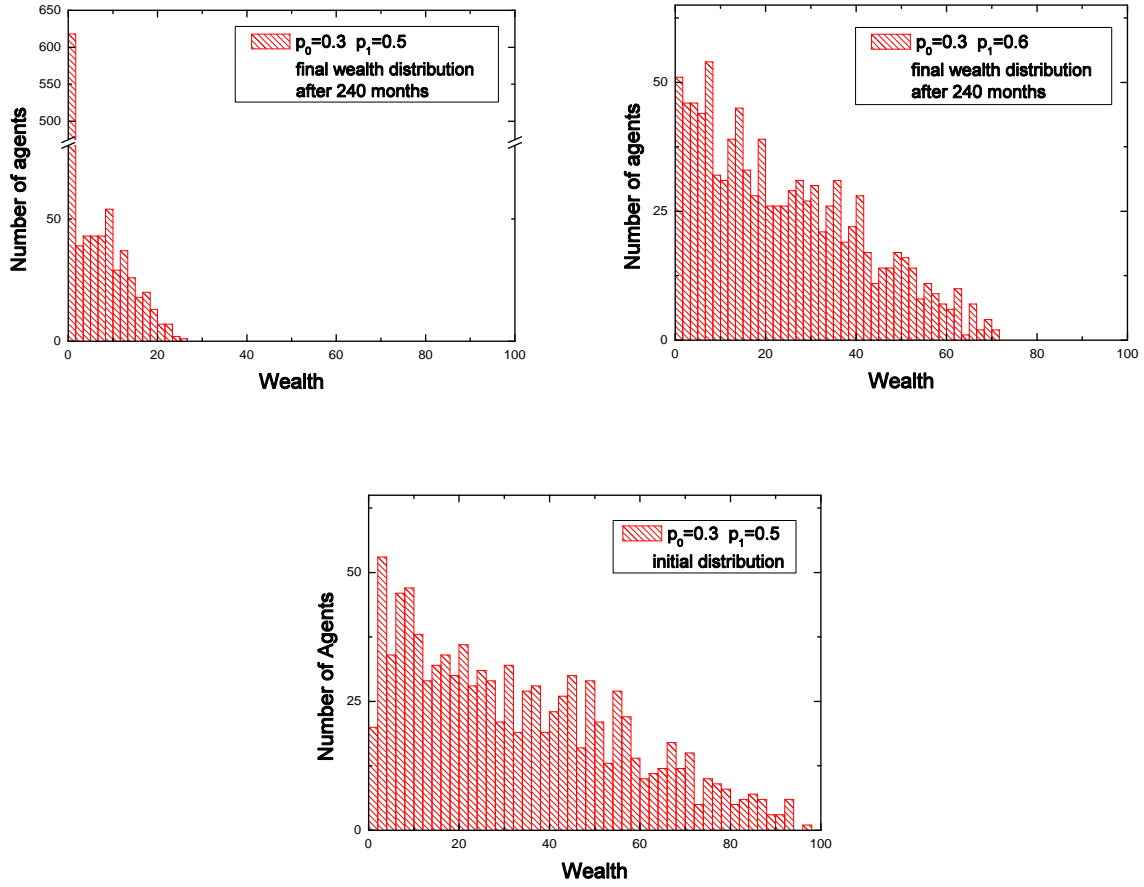 p0=0.3 p1=0.5
final wealth distribution
after 240 months
Number of agents
650
600
550
500
50
0
0 20 40 60 80 100
Wealth
p0=0.3 p1=0.6
final wealth distribution
after 240 months
Number of agents
50
25
0
0 20 40 60 80 100
Wealth
p0=0.3 p1=0.5
initial distribution
Number of Agents
50
25
0
0 20 40 60 80 100
Wealth